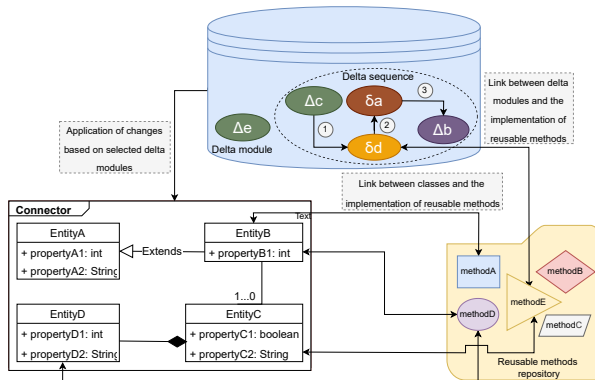 Delta sequence
Δc
δa
3
Δe
1
2
Δb
δd
Delta module
Application of changes
based on selected delta
modules
Link between delta
modules and the
implementation of
reusable methods
Link between classes and the
implementation of reusable methods
Connector
Text
EntityA
+ propertyA1: int
+ propertyA2: String
Extends
EntityB
+ propertyB1: int
1...0
EntityD
+ propertyD1: int
+ propertyD2: String
EntityC
+ propertyC1: boolean
+ propertyC2: String
methodA
methodB
methodE
methodD
methodC
Reusable methods
repository